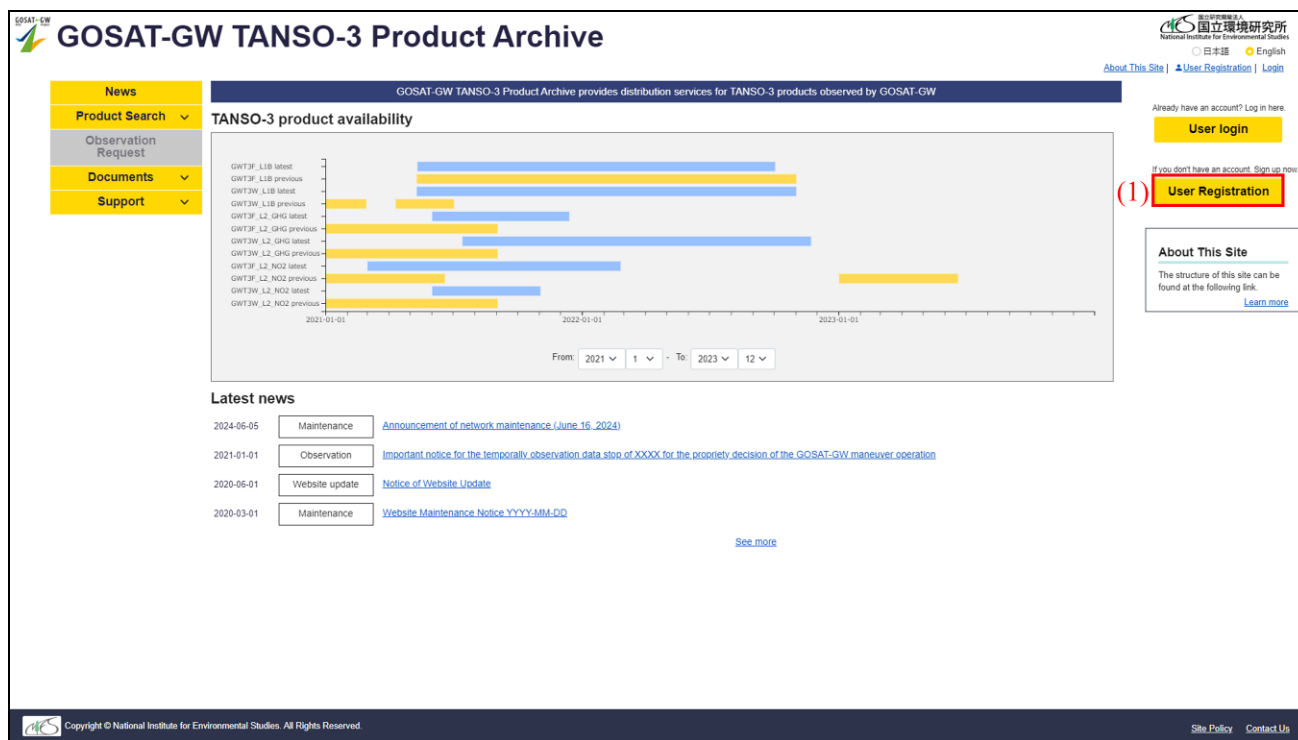 GOSAT-GW
GOSAT-GW TANSO-3 Product Archive
国立研究開発法人
国立環境研究所
National Institute for Environmental Studies
日本語 English
About This Site | User Registration | Login
News
Product Search
Observation
Request
Documents
Support
GOSAT-GW TANSO-3 Product Archive provides distribution services for TANSO-3 products observed by GOSAT-GW
TANSO-3 product availability
GWT3F_L1B latest
GWT3F_L1B previous
GWT3W_L1B latest
GWT3W_L1B previous
GWT3F_L2_GHG latest
GWT3F_L2_GHG previous
GWT3W_L2_GHG latest
GWT3W_L2_GHG previous
GWT3F_L2_NO2 latest
GWT3F_L2_NO2 previous
GWT3W_L2_NO2 latest
GWT3W_L2_NO2 previous
2021-01-01 2022-01-01 2023-01-01
From: 2021 1 - To: 2023 12
Already have an account? Log in here.
User login
If you don't have an account. Sign up now
(1) User Registration
About This Site
The structure of this site can be
found at the following link.
Learn more
Latest news
2024-06-05 Maintenance Announcement of network maintenance (June 16, 2024)
2021-01-01 Observation Important notice for the temporally observation data stop of XXXX for the propriety decision of the GOSAT-GW maneuver operation
2020-06-01 Website update Notice of Website Update
2020-03-01 Maintenance Website Maintenance Notice YYYY-MM-DD
See more
NIES Copyright © National Institute for Environmental Studies. All Rights Reserved.
Site Policy Contact Us